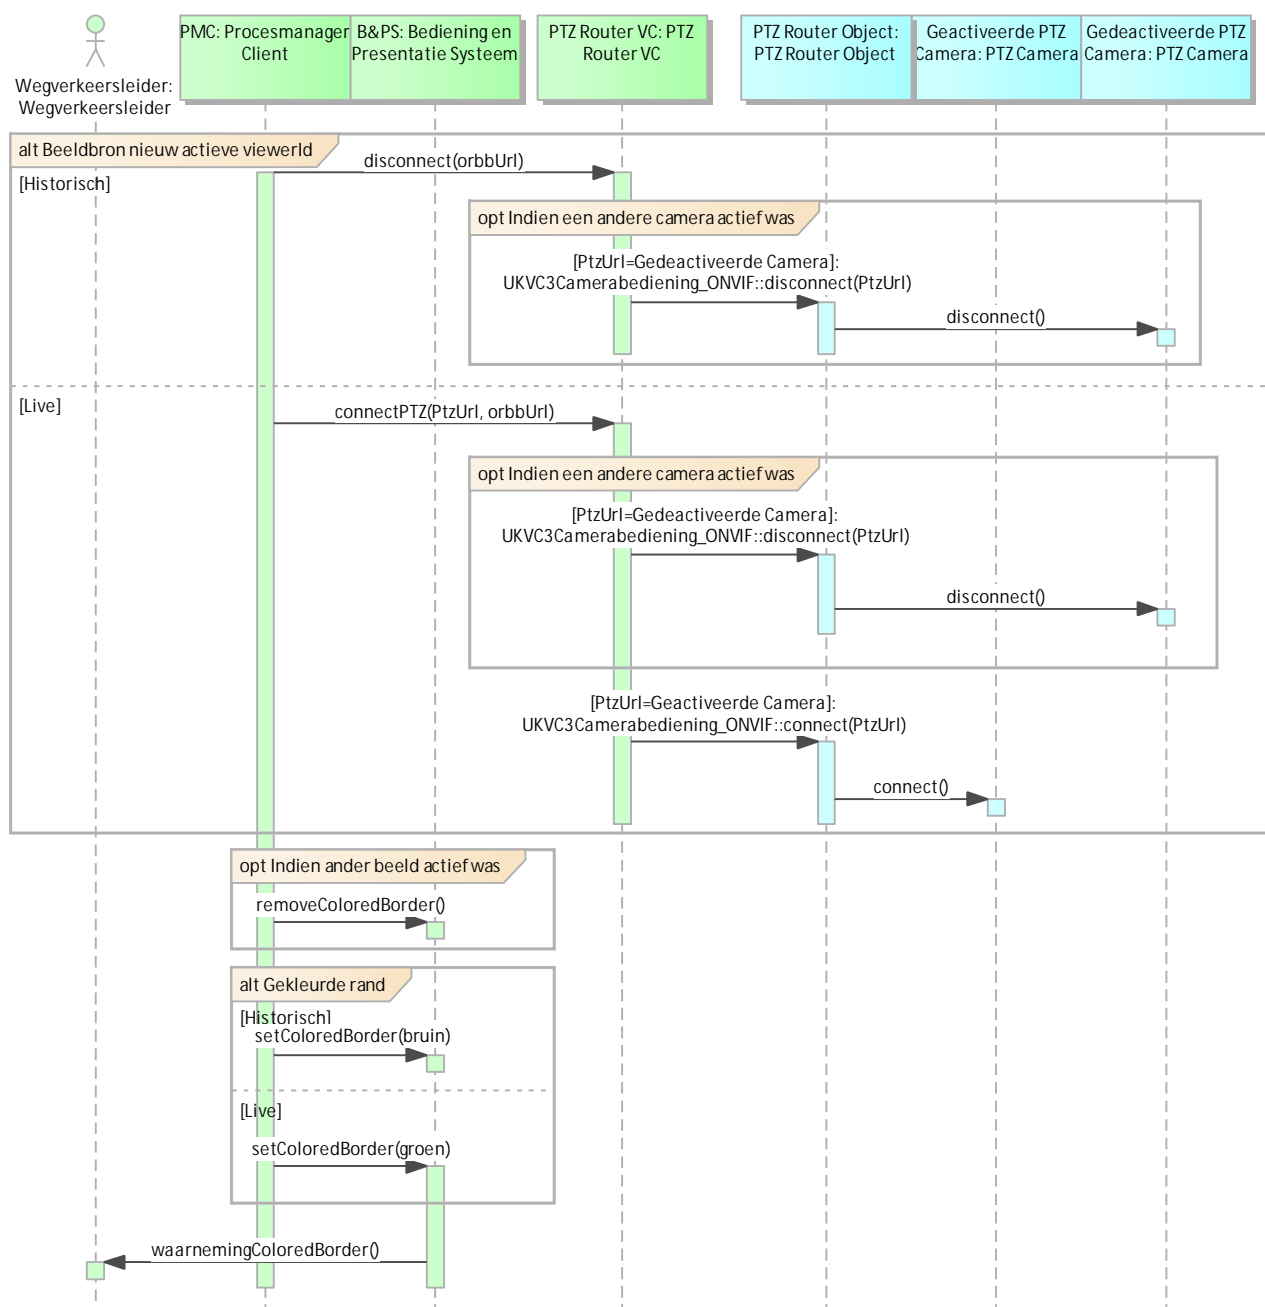 Wegverkeersleider:
Wegverkeersleider
PMC: Procesmanager
Client
B&PS: Bediening en
Presentatie Systeem
PTZ Router VC: PTZ
Router VC
PTZ Router Object:
PTZ Router Object
Geactiveerde PTZ
Camera: PTZ Camera
Gedeactiveerde PTZ
Camera: PTZ Camera
alt Beeldbron nieuw actieve viewerId
[Historisch]
disconnect(orbbUrl)
opt Indien een andere camera actief was
[PtzUrl=Gedeactiveerde Camera]:
UKVC3Camerabediening_ONVIF::disconnect(PtzUrl)
disconnect()
[Live]
connectPTZ(PtzUrl, orbbUrl)
opt Indien een andere camera actief was
[PtzUrl=Gedeactiveerde Camera]:
UKVC3Camerabediening_ONVIF::disconnect(PtzUrl)
disconnect()
[PtzUrl=Geactiveerde Camera]:
UKVC3Camerabediening_ONVIF::connect(PtzUrl)
connect()
opt Indien ander beeld actief was
removeColoredBorder()
alt Gekleurde rand
[Historisch]
setColoredBorder(bruin)
[Live]
setColoredBorder(groen)
waarnemingColoredBorder()